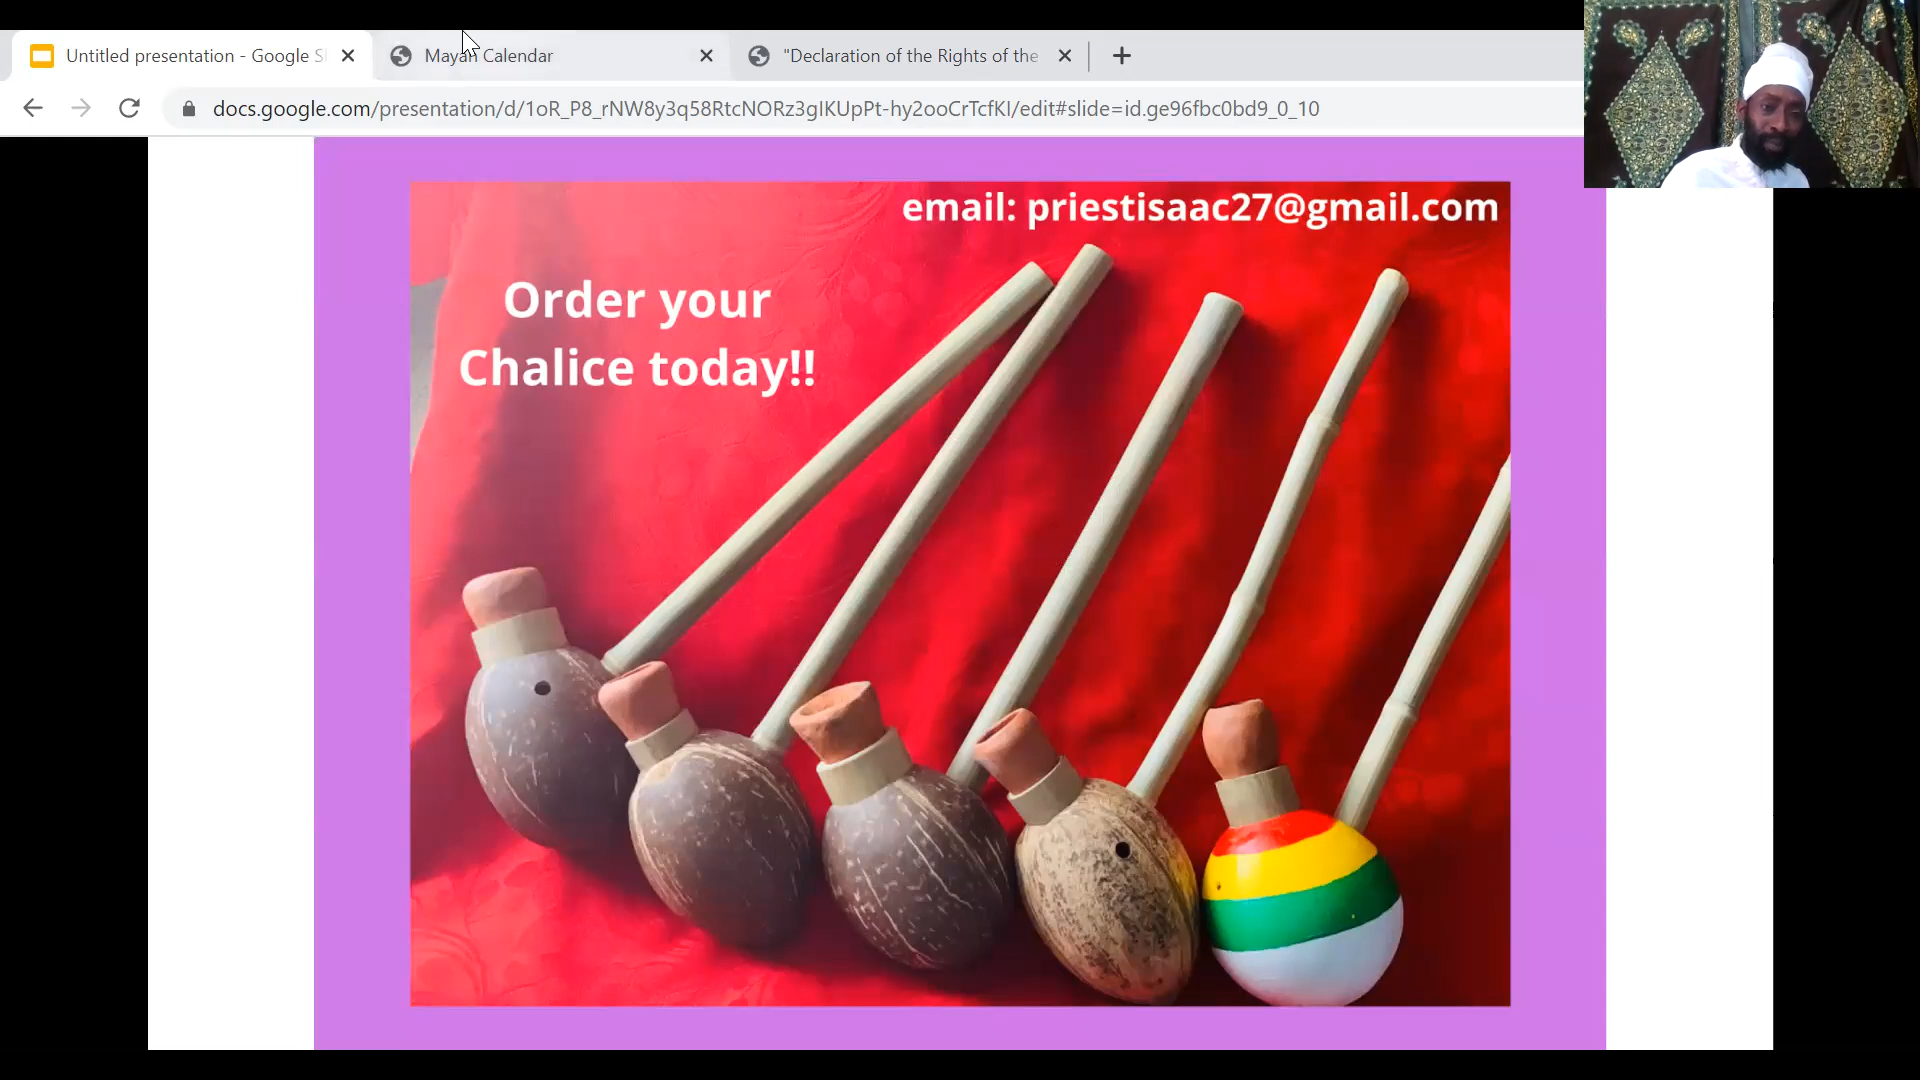 Untitled presentation - Google Sl
Mayan Calendar
"Declaration of the Rights of the
docs.google.com/presentation/d/1oR_P8_rNW8y3q58RtcNORz3gIKUpPt-hy2ooCrTcfKI/edit#slide=id.ge96fbc0bd9_0_10
email: priestisaac27@gmail.com
Order your
Chalice today!!